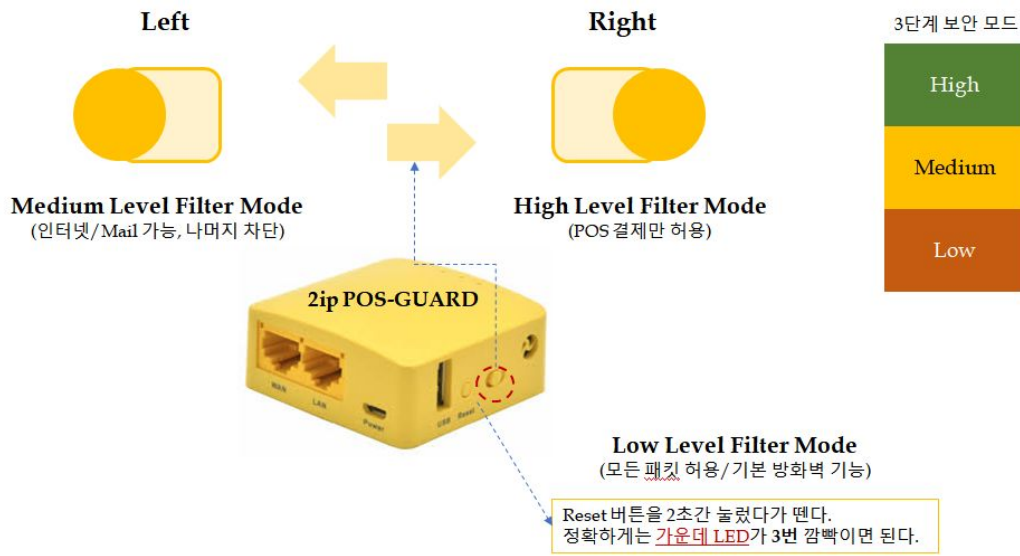 Left
Right
3단계 보안 모드
High
Medium
Low
Medium Level Filter Mode
(인터넷/Mail 가능, 나머지 차단)
High Level Filter Mode
(POS 결제만 허용)
2ip POS-GUARD
WAN
LAN
Power
USB
Reset
Low Level Filter Mode
(모든 패킷 허용/기본 방화벽 기능)
Reset 버튼을 2초간 눌렀다가 뗀다.
정확하게는 가운데 LED가 3번 깜빡이면 된다.